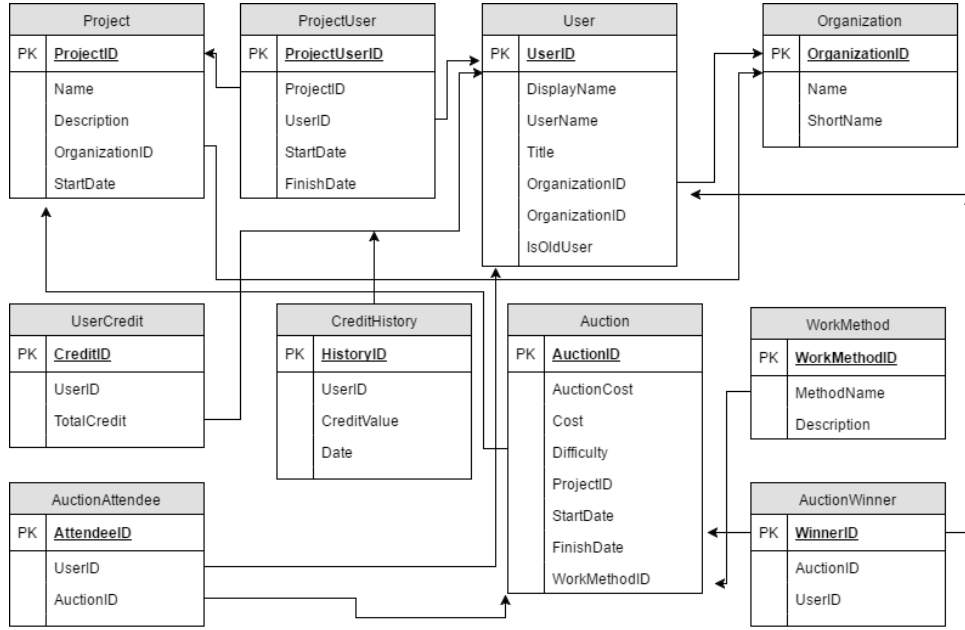 Project
PK ProjectID
Name
Description
OrganizationID
StartDate
ProjectUser
PK ProjectUserID
ProjectID
UserID
StartDate
FinishDate
User
PK UserID
DisplayName
UserName
Title
OrganizationID
OrganizationID
IsOldUser
Organization
PK OrganizationID
Name
ShortName
UserCredit
PK CreditID
UserID
TotalCredit
CreditHistory
PK HistoryID
UserID
CreditValue
Date
Auction
PK AuctionID
AuctionCost
Cost
Difficulty
ProjectID
StartDate
FinishDate
WorkMethodID
WorkMethod
PK WorkMethodID
MethodName
Description
AuctionAttendee
PK AttendeeID
UserID
AuctionID
AuctionWinner
PK WinnerID
AuctionID
UserID